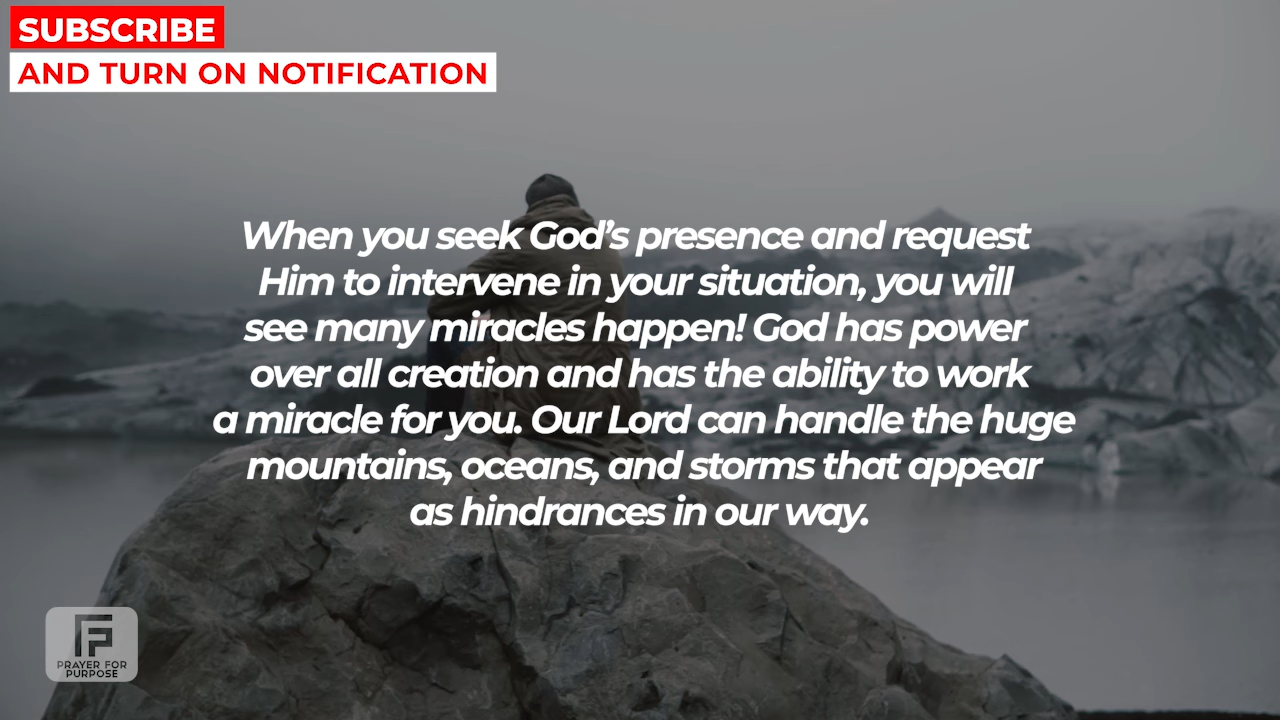 SUBSCRIBE
AND TURN ON NOTIFICATION
When you seek God’s presence and request
Him to intervene in your situation, you will
see many miracles happen! God has power
over all creation and has the ability to work
a miracle for you. Our Lord can handle the huge
mountains, oceans, and storms that appear
as hindrances in our way.
PRAYER FOR
PURPOSE